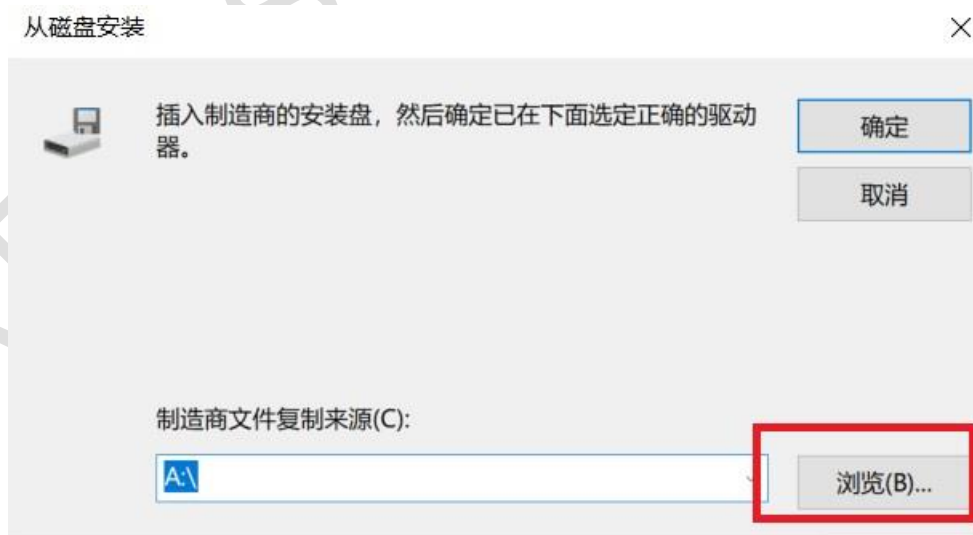 从磁盘安装
插入制造商的安装盘，然后确定已在下面选定正确的驱动
器。
确定
取消
制造商文件复制来源(C):
A:\
浏览(B)...